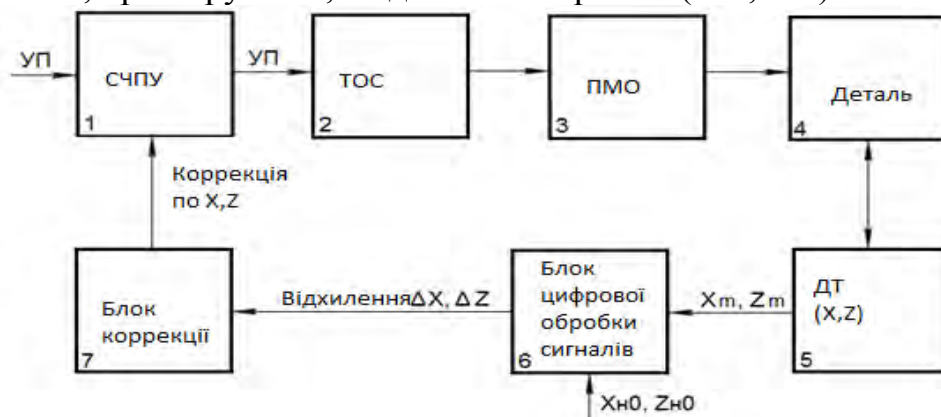 УП
СЧПУ
1
УП
ТОС
2
ПМО
3
Деталь
4
Коррекція
по X,Z
Блок
коррекції
7
Відхилення ΔX, ΔZ
Блок
цифрової
обробки
сигналів
6
Xm, Zm
ДТ
(X,Z)
5
Xн0, Zн0